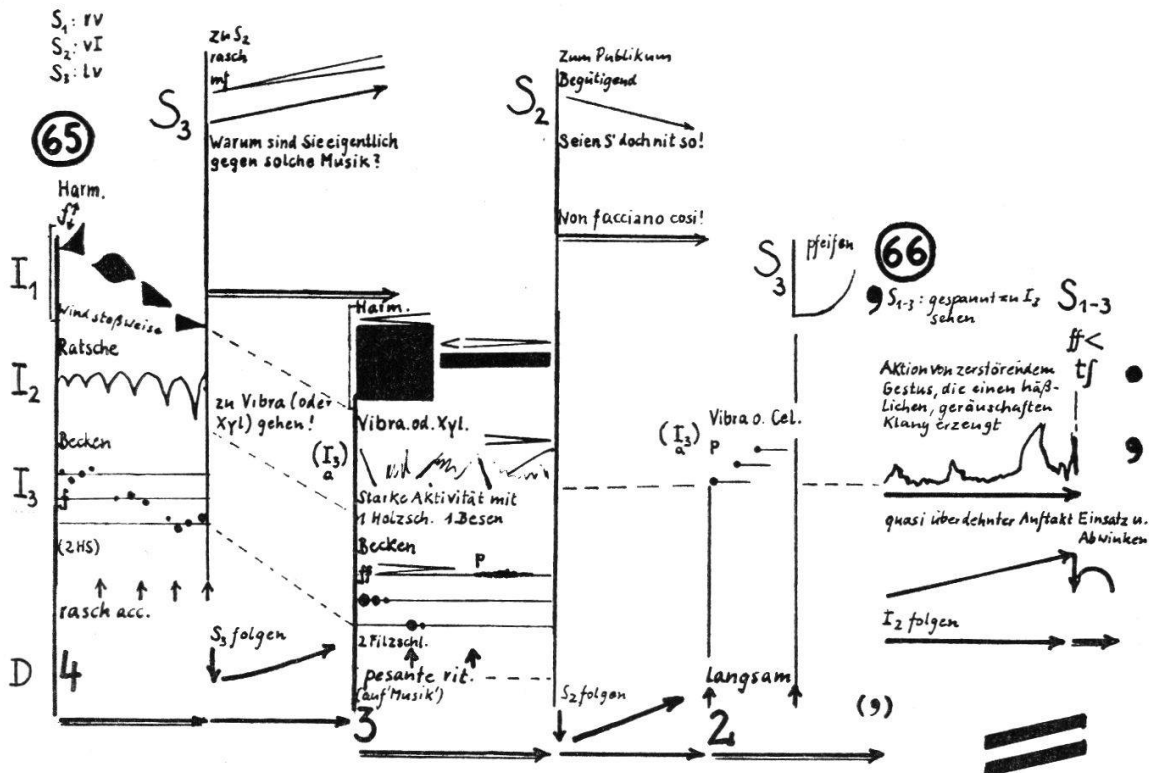 S₁: rv
S₂: vI
S₃: lv
65
Harm.
f
I₁
windstoßweise
Ratsche
I₂
Becken
I₃
f
(2HS)
rasch acc.
D
4
S₃
zu S₂
rasch
mf
Warum sind Sie eigentlich
gegen solche Musik?
zu Vibra (oder
Xyl) gehen!
S₃ folgen
Harm.
Vibra. od. Xyl.
(I₃
a)
Starke Aktivität mit
1 Holzsch. 1 Besen
Becken
ff
p
2 Filzschl.
pesante rit.
(auf 'Musik')
3
S₂
Zum Publikum
Begütigend
Seien S' doch nit so!
Non facciano cosi!
S₂ folgen
Vibra o. Cel.
(I₃
a)
p
langsam
2
S₃
pfeifen
66
S₁₋₃: gespannt zu I₃
sehen
S₁₋₃
ff<
Aktion von zerstörendem
Gestus, die einen häß-
lichen, geräuschaften
Klang erzeugt
quasi überdehnter Auftakt
Einsatz u.
Abwinken
I₂ folgen
(9)